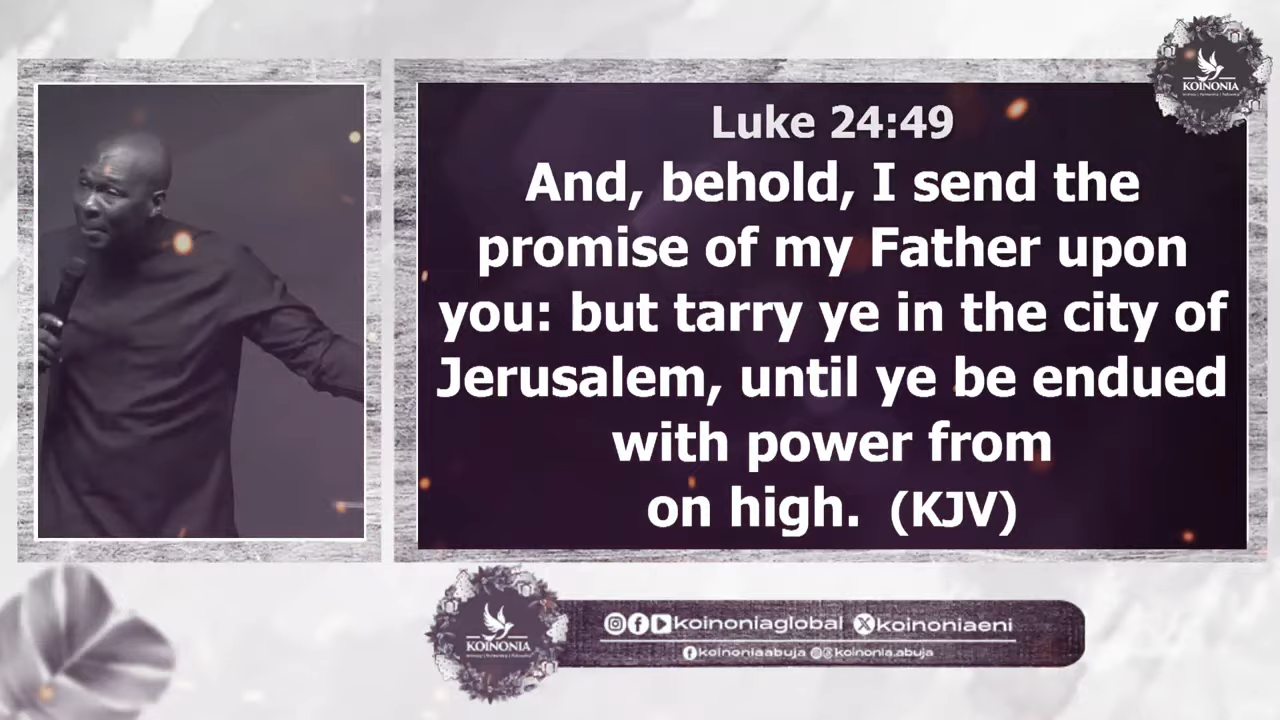 KOINONIA
Luke 24:49
And, behold, I send the
promise of my Father upon
you: but tarry ye in the city of
Jerusalem, until ye be endued
with power from
on high. (KJV)
KOINONIA
koinoniaglobal koinoniaeni
koinoniaabuja koinonia.abuja